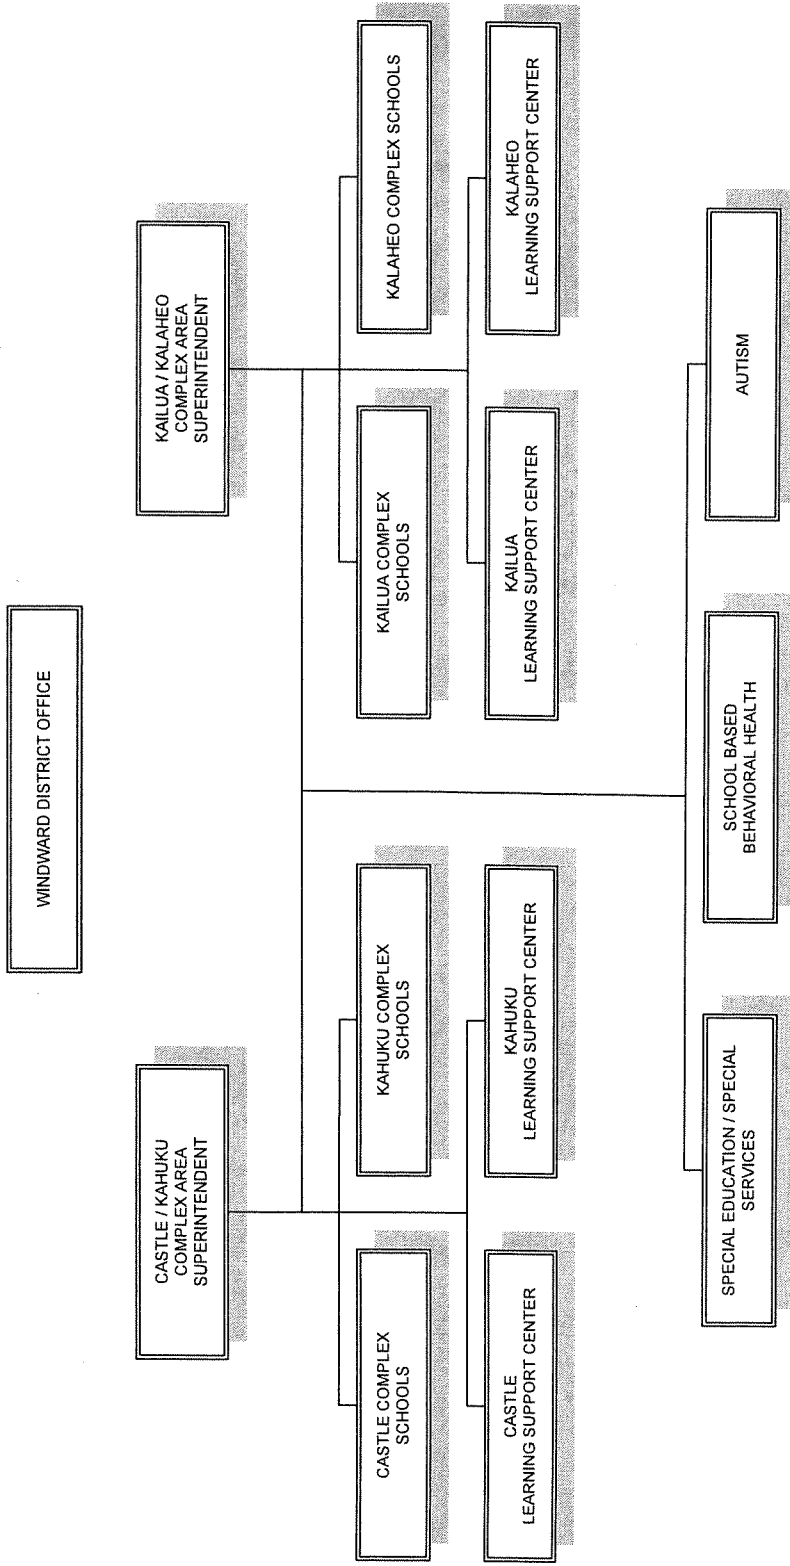 WINDWARD DISTRICT OFFICE
CASTLE / KAHUKU
COMPLEX AREA
SUPERINTENDENT
KAILUA / KALAHEO
COMPLEX AREA
SUPERINTENDENT
CASTLE COMPLEX
SCHOOLS
KAHUKU COMPLEX
SCHOOLS
KAILUA COMPLEX
SCHOOLS
KALAHEO COMPLEX SCHOOLS
CASTLE
LEARNING SUPPORT CENTER
KAHUKU
LEARNING SUPPORT CENTER
KAILUA
LEARNING SUPPORT CENTER
KALAHEO
LEARNING SUPPORT CENTER
SPECIAL EDUCATION / SPECIAL
SERVICES
SCHOOL BASED
BEHAVIORAL HEALTH
AUTISM